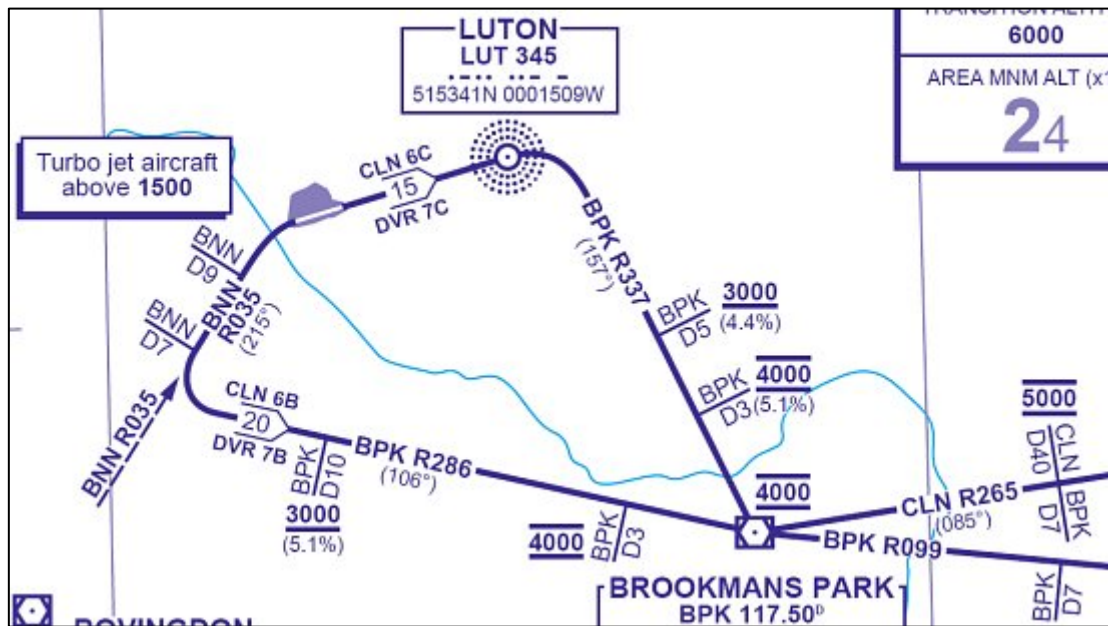 LUTON
LUT 345
515341N 0001509W
6000
AREA MNM ALT (x1
24
Turbo jet aircraft
above 1500
CLN 6C
15
DVR 7C
BNN
D9
BNN
R035
(215°)
BNN
D7
BNN R035
CLN 6B
20
DVR 7B
BPK
D10
3000
(5.1%)
BPK R286
(106°)
4000
BPK
D3
BPK R337
(157°)
BPK
D5
3000
(4.4%)
BPK
D3
4000
(5.1%)
4000
5000
CLN
D40
BPK
D7
CLN R265
(085°)
BPK R099
BPK
D7
BROOKMANS PARK
BPK 117.50ᴰ
BOVINGDON